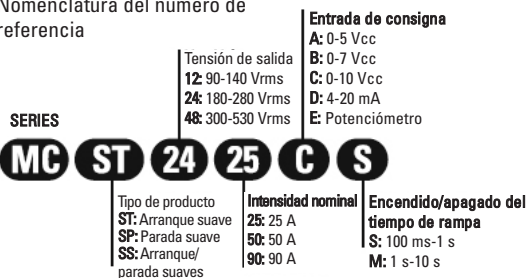 Nomenclatura del número de
referencia
Entrada de consigna
A: 0-5 Vcc
B: 0-7 Vcc
C: 0-10 Vcc
D: 4-20 mA
E: Potenciómetro
Tensión de salida
12: 90-140 Vrms
24: 180-280 Vrms
48: 300-530 Vrms
SERIES
MC ST 24 25 C S
Tipo de producto
ST: Arranque suave
SP: Parada suave
SS: Arranque/
parada suaves
Intensidad nominal
25: 25 A
50: 50 A
90: 90 A
Encendido/apagado del
tiempo de rampa
S: 100 ms-1 s
M: 1 s-10 s